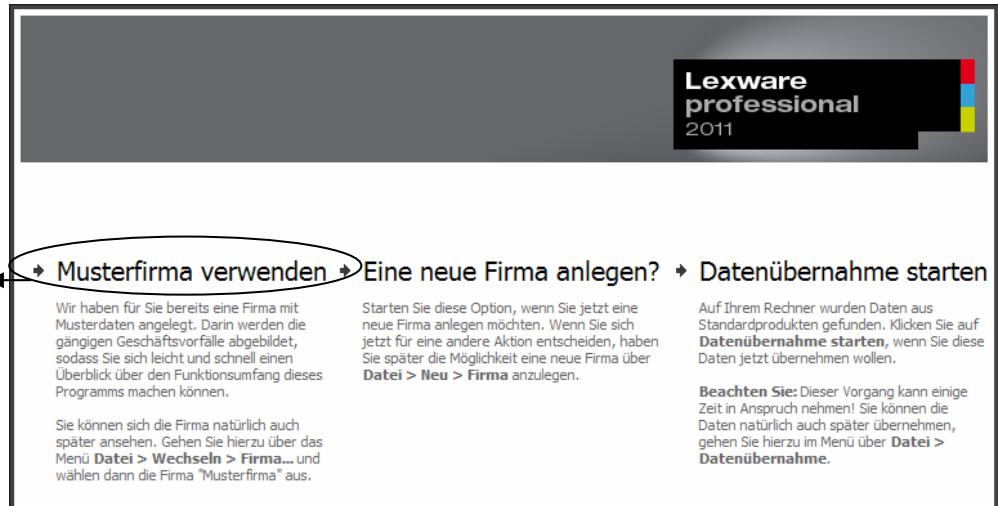 Lexware
professional
2011
Musterfirma verwenden
Wir haben für Sie bereits eine Firma mit
Musterdaten angelegt. Darin werden die
gängigen Geschäftsvorfälle abgebildet,
sodass Sie sich leicht und schnell einen
Überblick über den Funktionsumfang dieses
Programms machen können.
Sie können sich die Firma natürlich auch
später ansehen. Gehen Sie hierzu über das
Menü Datei > Wechseln > Firma... und
wählen dann die Firma "Musterfirma" aus.
Eine neue Firma anlegen?
Starten Sie diese Option, wenn Sie jetzt eine
neue Firma anlegen möchten. Wenn Sie sich
jetzt für eine andere Aktion entscheiden, haben
Sie später die Möglichkeit eine neue Firma über
Datei > Neu > Firma anzulegen.
Datenübernahme starten
Auf Ihrem Rechner wurden Daten aus
Standardprodukten gefunden. Klicken Sie auf
Datenübernahme starten, wenn Sie diese
Daten jetzt übernehmen wollen.
Beachten Sie: Dieser Vorgang kann einige
Zeit in Anspruch nehmen! Sie können die
Daten natürlich auch später übernehmen,
gehen Sie hierzu im Menü über Datei >
Datenübernahme.